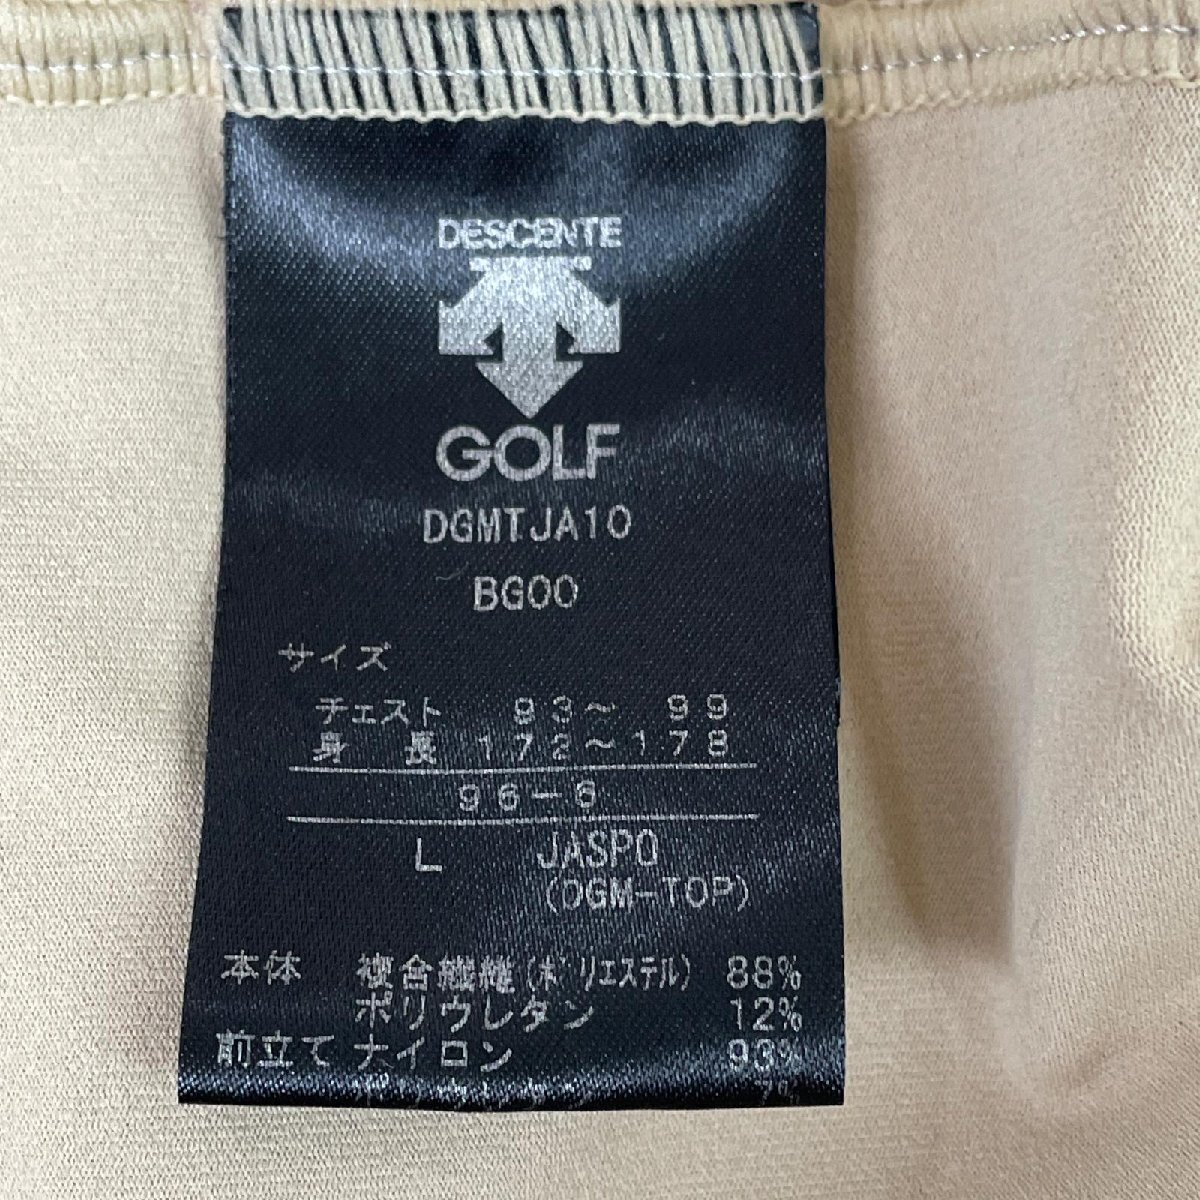 DESCENTE
GOLF
DGMTJA10
BG00
サイズ
チェスト 93～ 99
身 長 172～178
96-6
L JASPO
(DGM-TOP)
本体 複合繊維(ポリエステル) 88%
ポリウレタン 12%
前立て ナイロン 93%
7%